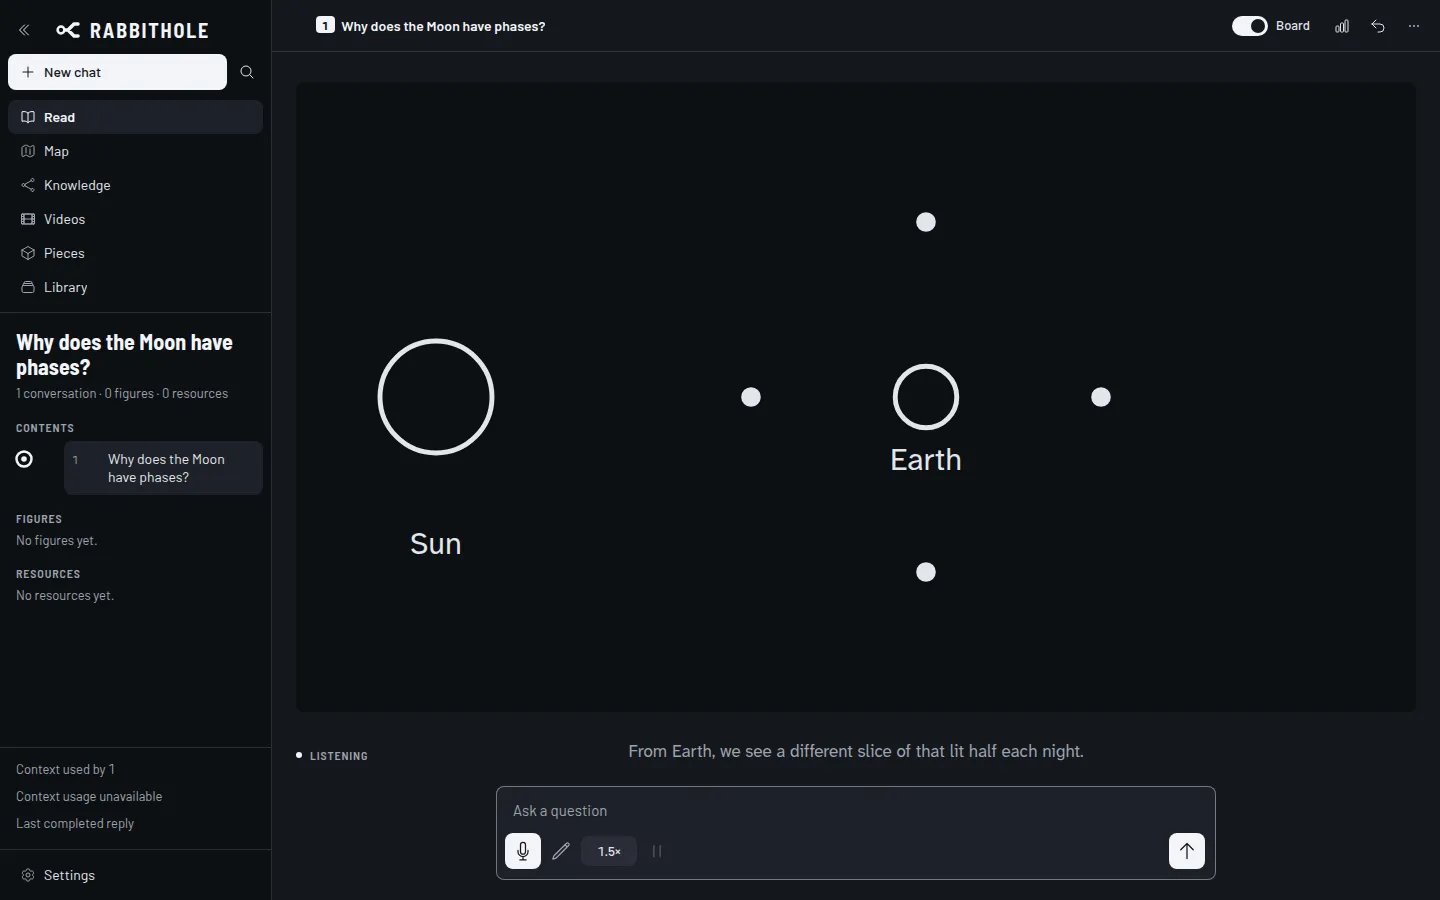 RABBITHOLE
New chat
Read
Map
Knowledge
Videos
Pieces
Library
Why does the Moon have
phases?
1 conversation · 0 figures · 0 resources
CONTENTS
1 Why does the Moon
have phases?
FIGURES
No figures yet.
RESOURCES
No resources yet.
Context used by 1
Context usage unavailable
Last completed reply
Settings
1 Why does the Moon have phases?
Board
Sun
Earth
LISTENING
From Earth, we see a different slice of that lit half each night.
Ask a question
1.5×